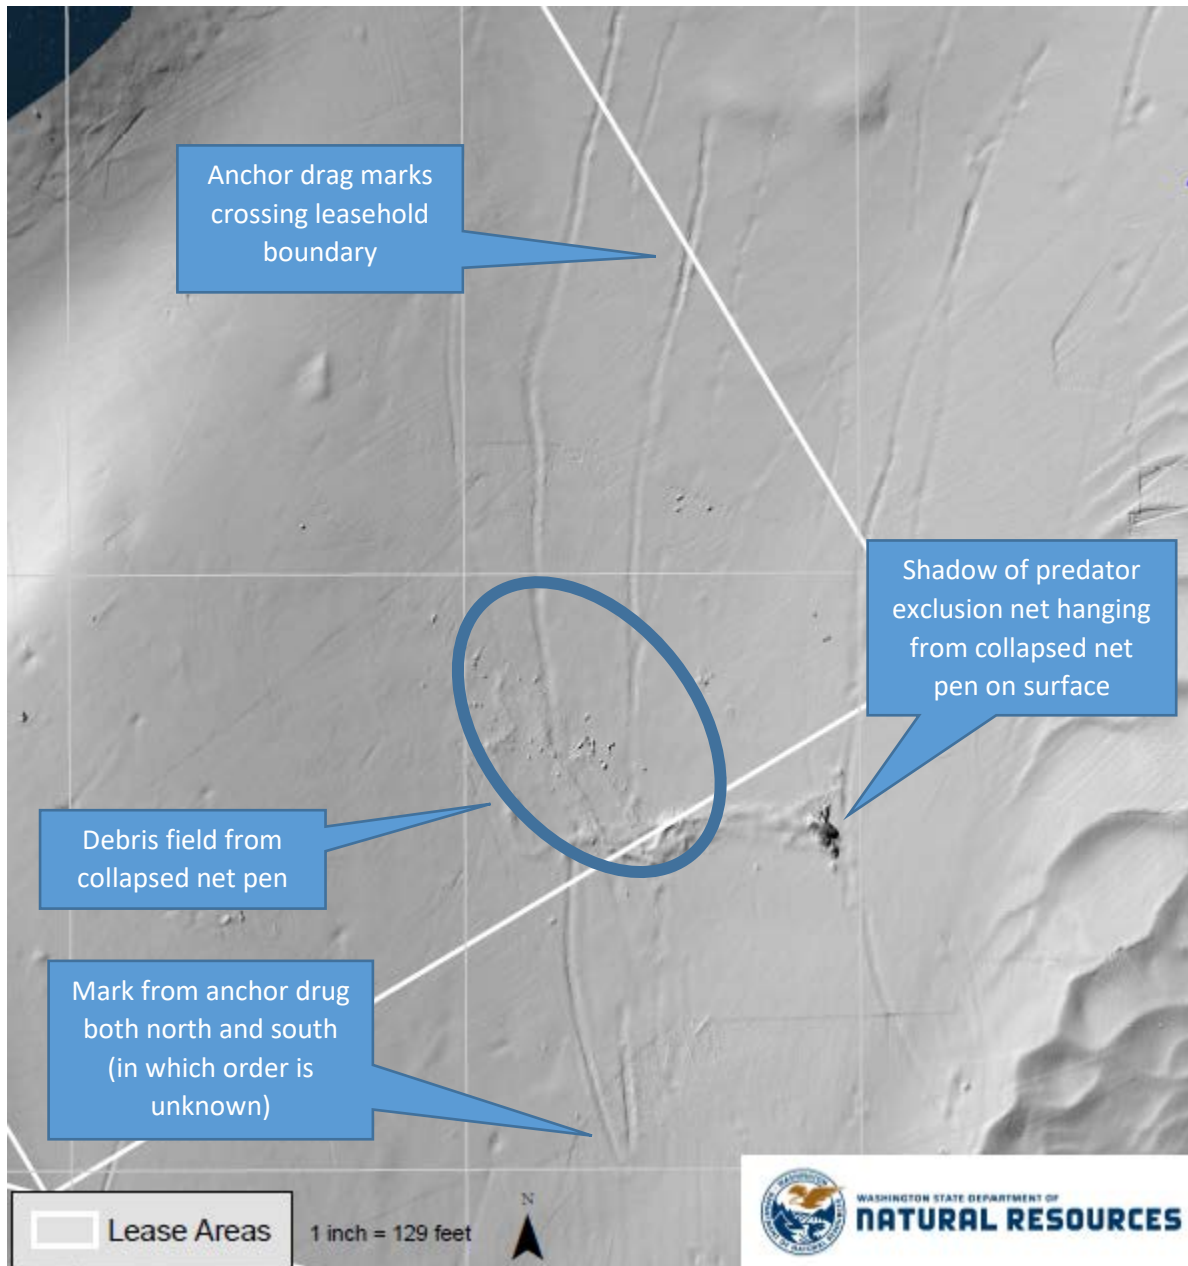 Anchor drag marks
crossing leasehold
boundary
Shadow of predator
exclusion net hanging
from collapsed net
pen on surface
Debris field from
collapsed net pen
Mark from anchor drug
both north and south
(in which order is
unknown)
Lease Areas
1 inch = 129 feet
N
WASHINGTON STATE DEPARTMENT OF
NATURAL RESOURCES